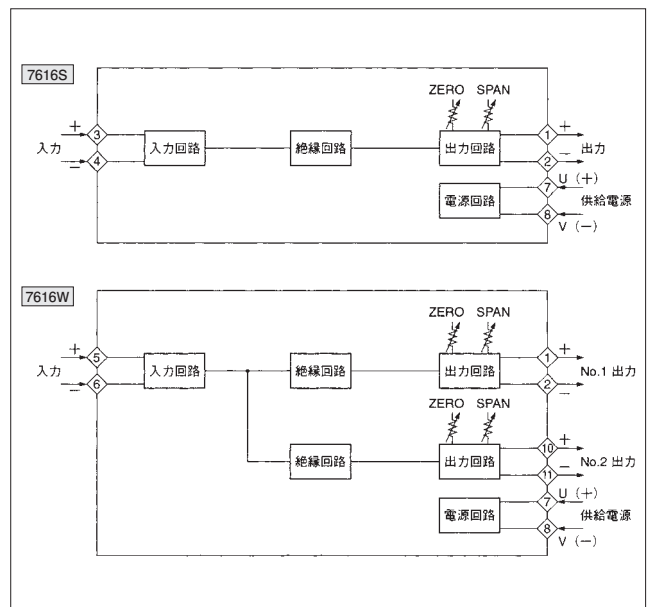 7616S
ZERO SPAN
+ 3 入力回路 絶縁回路 出力回路 1 +
入力 出力
− 4 2 −
電源回路 7 U (+)
供給電源
8 V (−)
7616W
ZERO SPAN
+ 5 入力回路 絶縁回路 出力回路 1 +
入力 No.1 出力
− 6 2 −
ZERO SPAN
絶縁回路 出力回路 10 +
No.2 出力
11 −
電源回路 7 U (+)
供給電源
8 V (−)